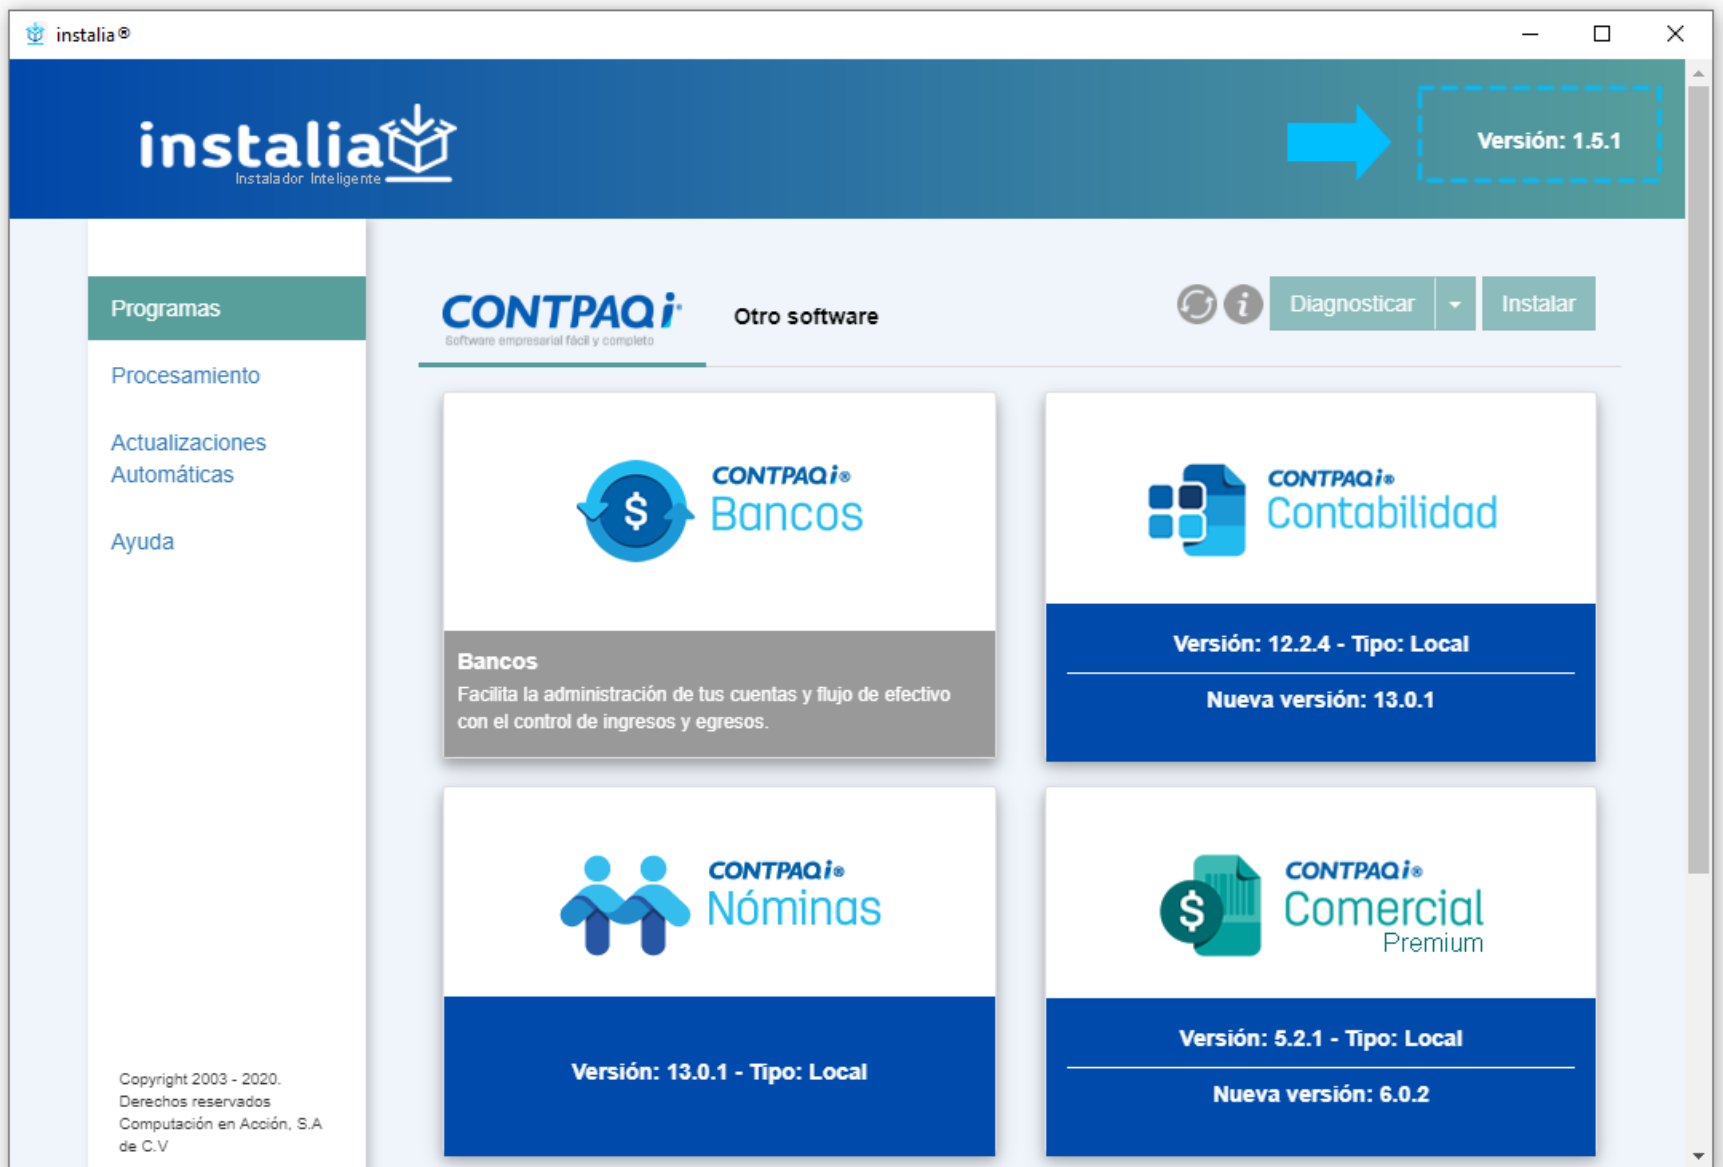 instalia®
instalia
Instalador Inteligente
Versión: 1.5.1
Programas
Procesamiento
Actualizaciones
Automáticas
Ayuda
CONTPAQi®
Software empresarial fácil y completo
Otro software
i
Diagnosticar
Instalar
$
CONTPAQi®
Bancos
Bancos
Facilita la administración de tus cuentas y flujo de efectivo
con el control de ingresos y egresos.
CONTPAQi®
Contabilidad
Versión: 12.2.4 - Tipo: Local
Nueva versión: 13.0.1
CONTPAQi®
Nóminas
Versión: 13.0.1 - Tipo: Local
$
CONTPAQi®
Comercial
Premium
Versión: 5.2.1 - Tipo: Local
Nueva versión: 6.0.2
Copyright 2003 - 2020.
Derechos reservados
Computación en Acción, S.A
de C.V